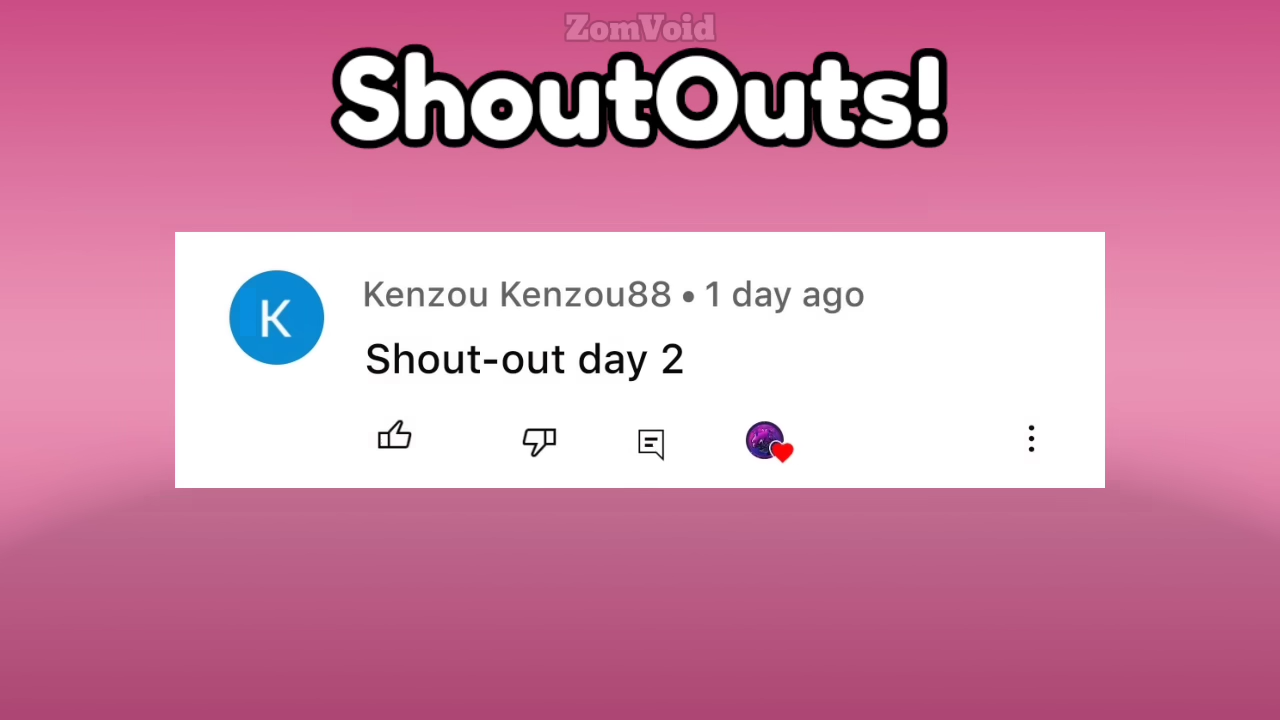 ZomVoid
ShoutOuts!
K
Kenzou Kenzou88 • 1 day ago
Shout-out day 2